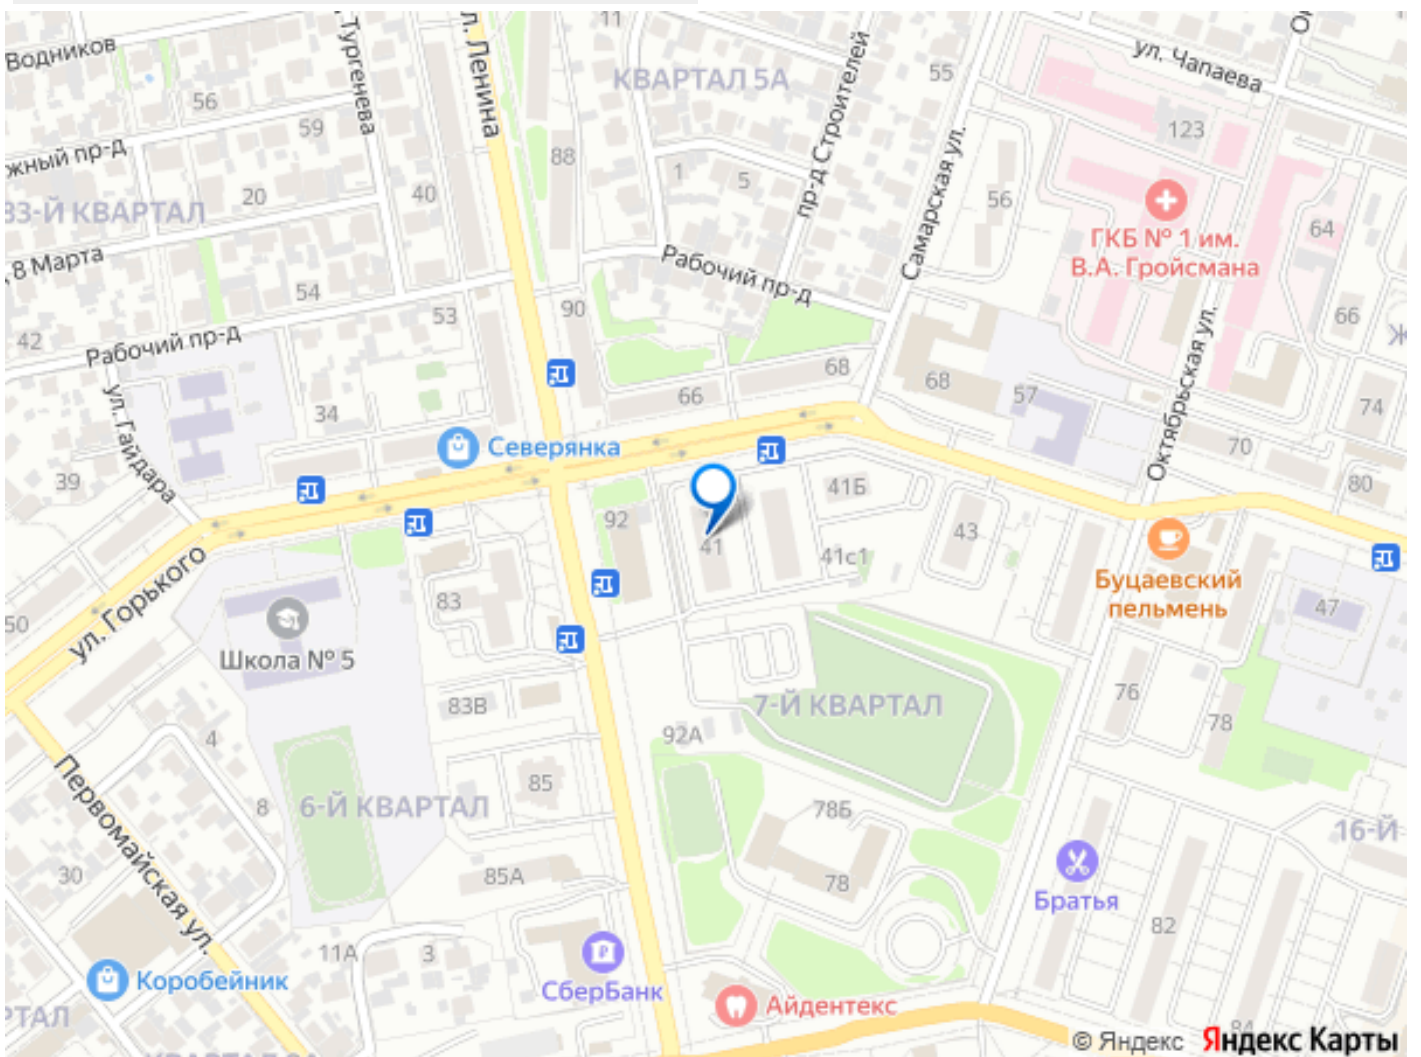 Водников
ул. Тургенева
л. Ленина
11
КВАРТАЛ 5А
пр-д Строителей
55
ул. Чапаева
56
59
88
123
жный пр-д
20
40
1
5
Самарская ул.
56
33-Й КВАРТАЛ
ГКБ № 1 им.
В.А. Гройсмана
64
8 Марта
54
53
90
Рабочий пр-д
66
42
Рабочий пр-д
68
68
57
Октябрьская ул.
74
34
66
70
ул. Гайдара
39
Северянка
80
92
41
41Б
41с1
43
Буцаевский
пельмень
47
50
ул. Горького
83
Школа № 5
83В
7-Й КВАРТАЛ
76
78
92А
4
Первомайская ул.
8
6-Й КВАРТАЛ
85
78Б
16-Й
30
85А
78
Братья
82
11А
3
Коробейник
СберБанк
Айдентекс
ТАЛ
84
© Яндекс Яндекс Карты